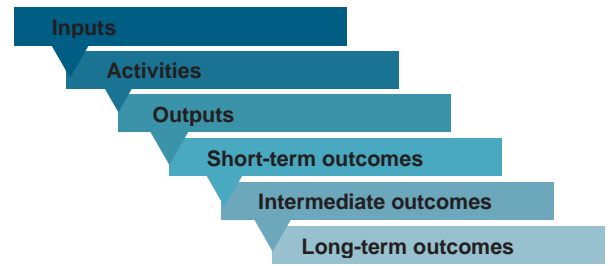 Inputs
Activities
Outputs
Short-term outcomes
Intermediate outcomes
Long-term outcomes